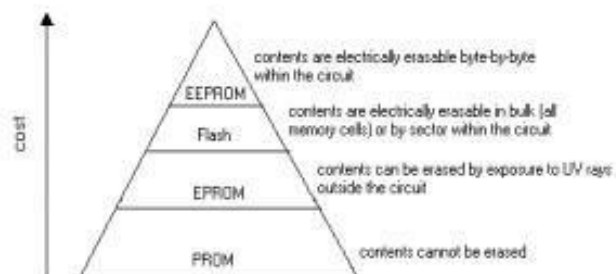 contents are electrically erasable byte-by-byte
within the circuit
EEPROM
contents are electrically erasable in bulk (all
memory cells) or by sector within the circuit
Flash
cost
contents can be erased by exposure to UV rays
outside the circuit
EPROM
contents cannot be erased
PROM